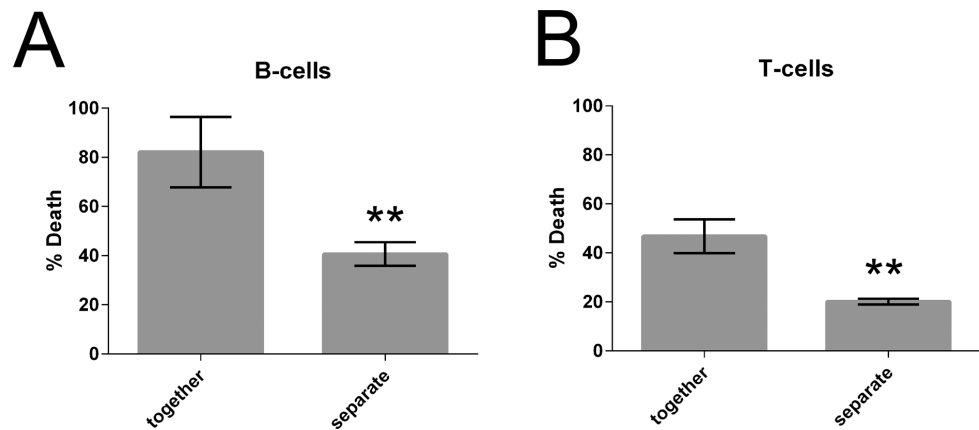 A
B-cells
% Death
100
80
60
40
20
0
**
together
separate
B
T-cells
% Death
100
80
60
40
20
0
**
together
separate